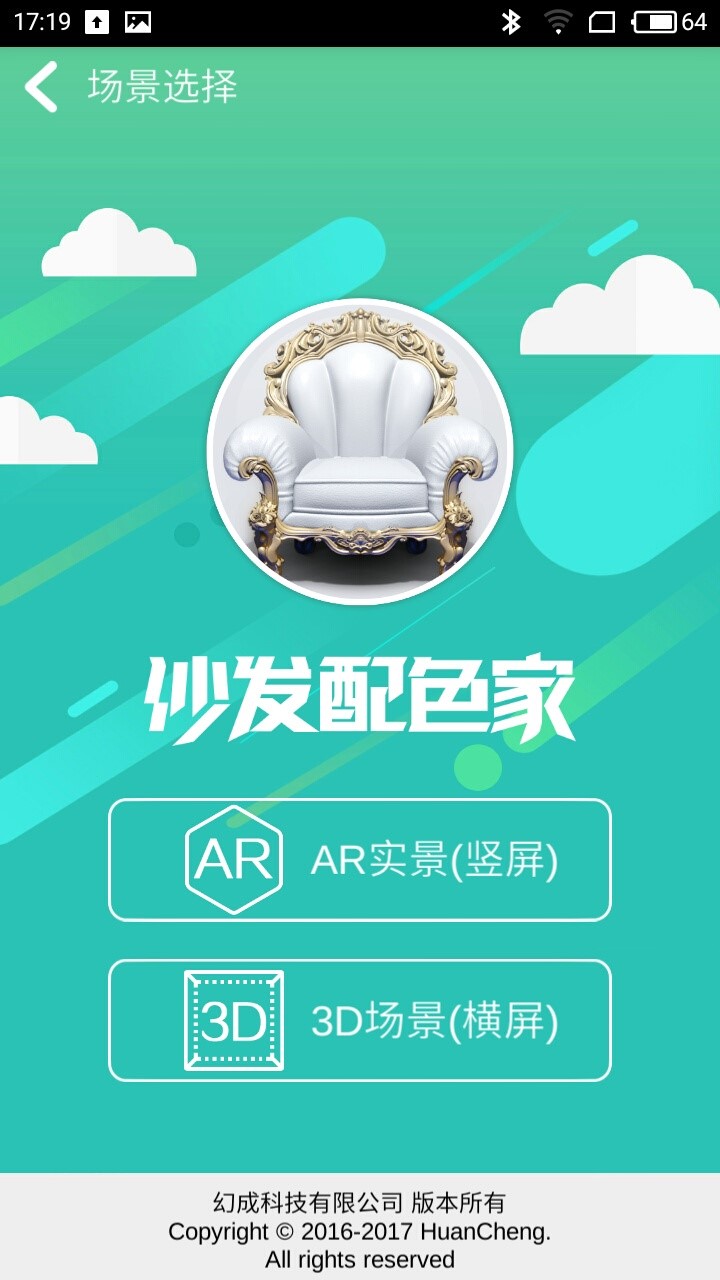 17:19
64
场景选择
沙发配色家
AR
AR实景(竖屏)
3D
3D场景(横屏)
幻成科技有限公司 版本所有
Copyright © 2016-2017 HuanCheng.
All rights reserved